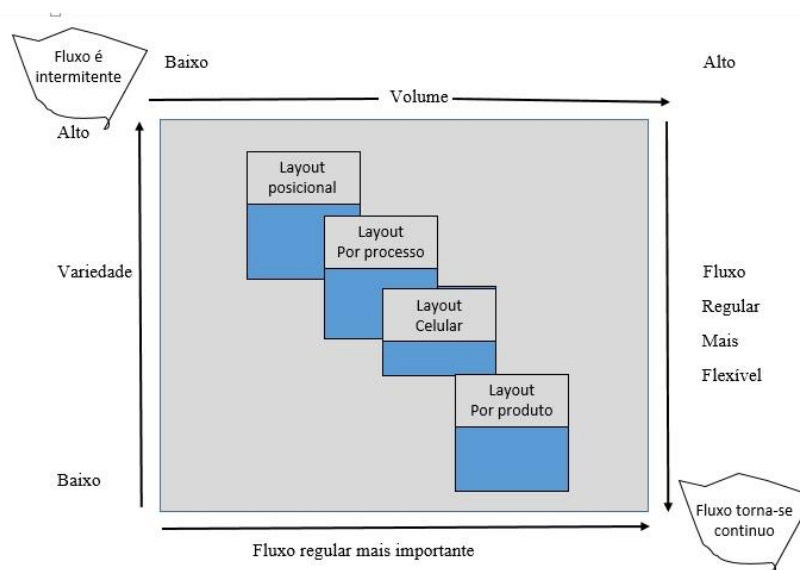 Fluxo é
intermitente
Baixo
Alto
Volume
Alto
Layout
posicional
Layout
Por processo
Variedade
Fluxo
Regular
Mais
Flexível
Layout
Celular
Layout
Por produto
Baixo
Fluxo torna-se
continuo
Fluxo regular mais importante